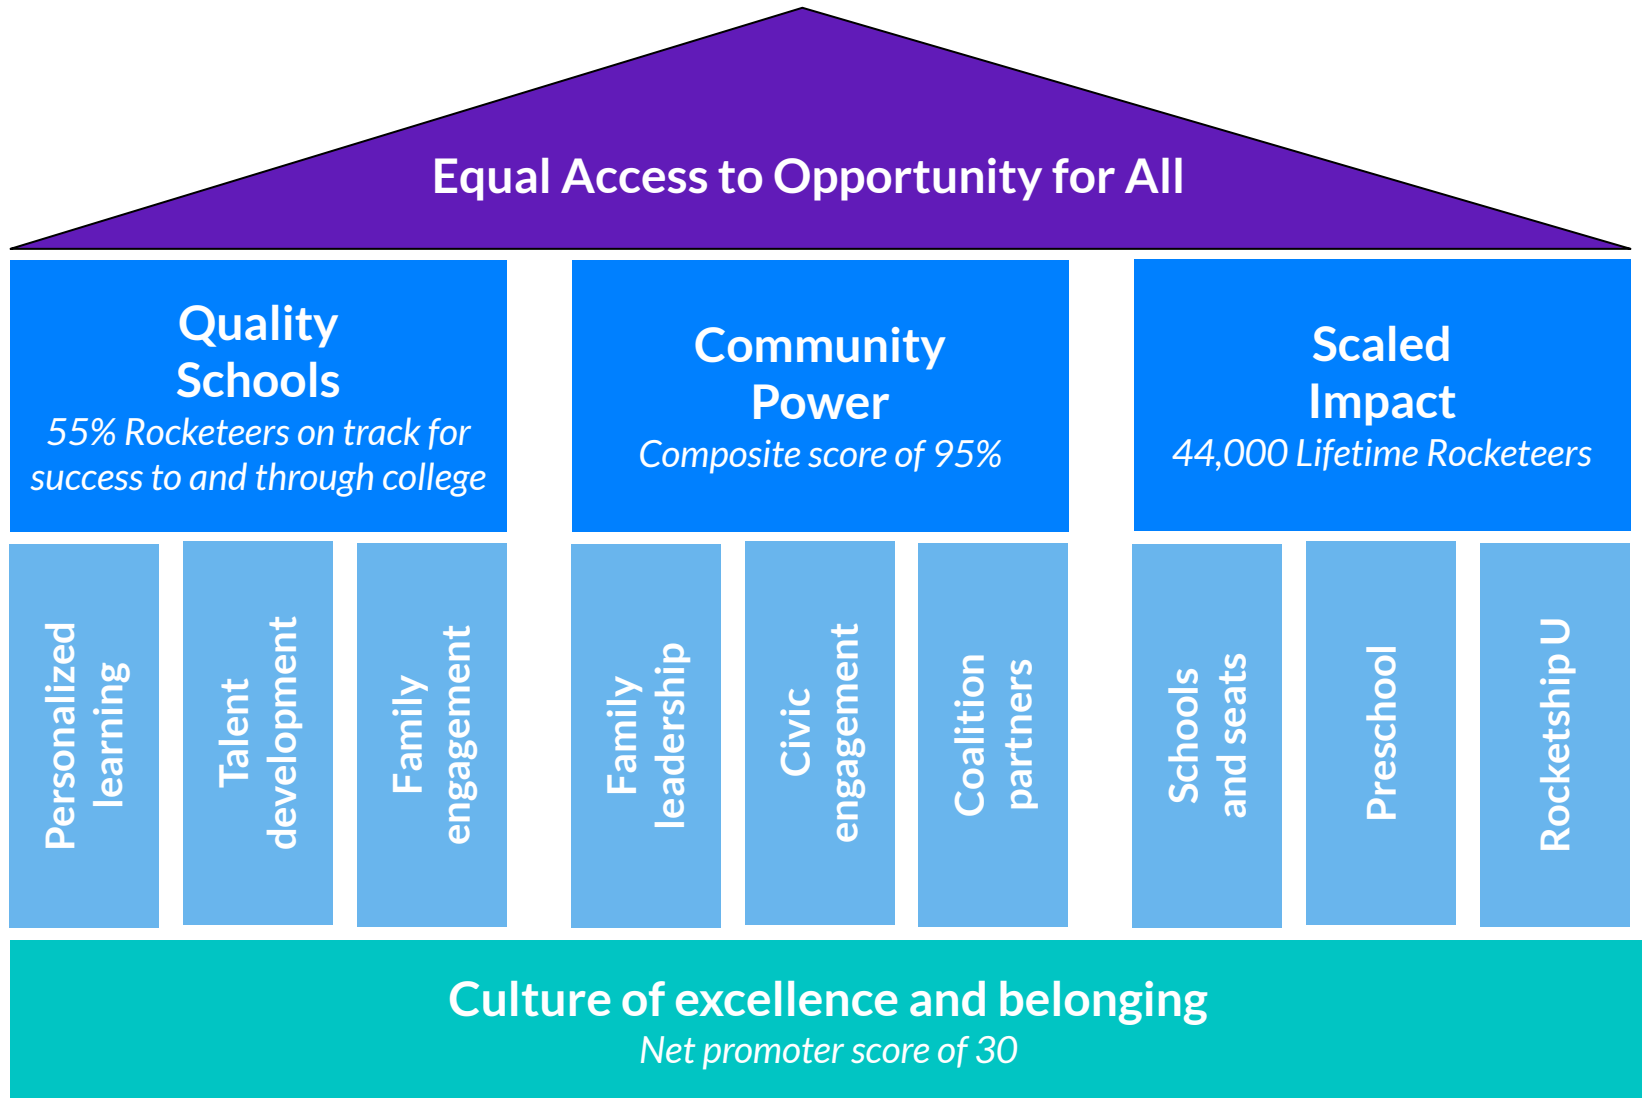 Equal Access to Opportunity for All
Quality
Schools
55% Rocketeers on track for
success to and through college
Community
Power
Composite score of 95%
Scaled
Impact
44,000 Lifetime Rocketeers
Personalized
learning
Talent
development
Family
engagement
Family
leadership
Civic
engagement
Coalition
partners
Schools
and seats
Preschool
Rocketship U
Culture of excellence and belonging
Net promoter score of 30